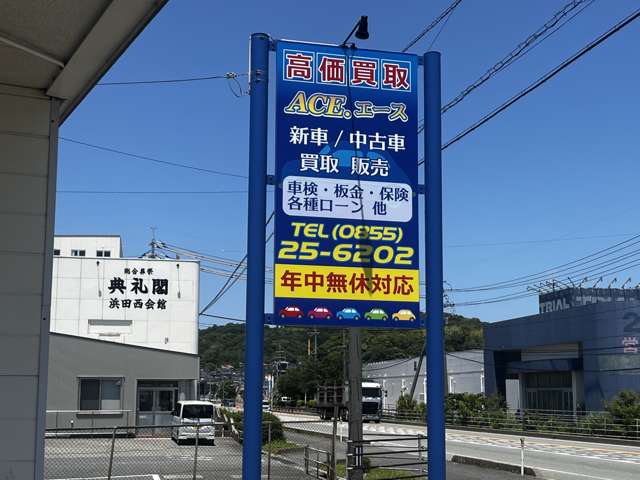 高価買取
ACE. エース
新車 / 中古車
買取 販売
車検・板金・保険
各種ローン 他
TEL (0855)
25-6202
年中無休対応
総合葬祭
典礼閣
浜田西会館
TRIAL
営